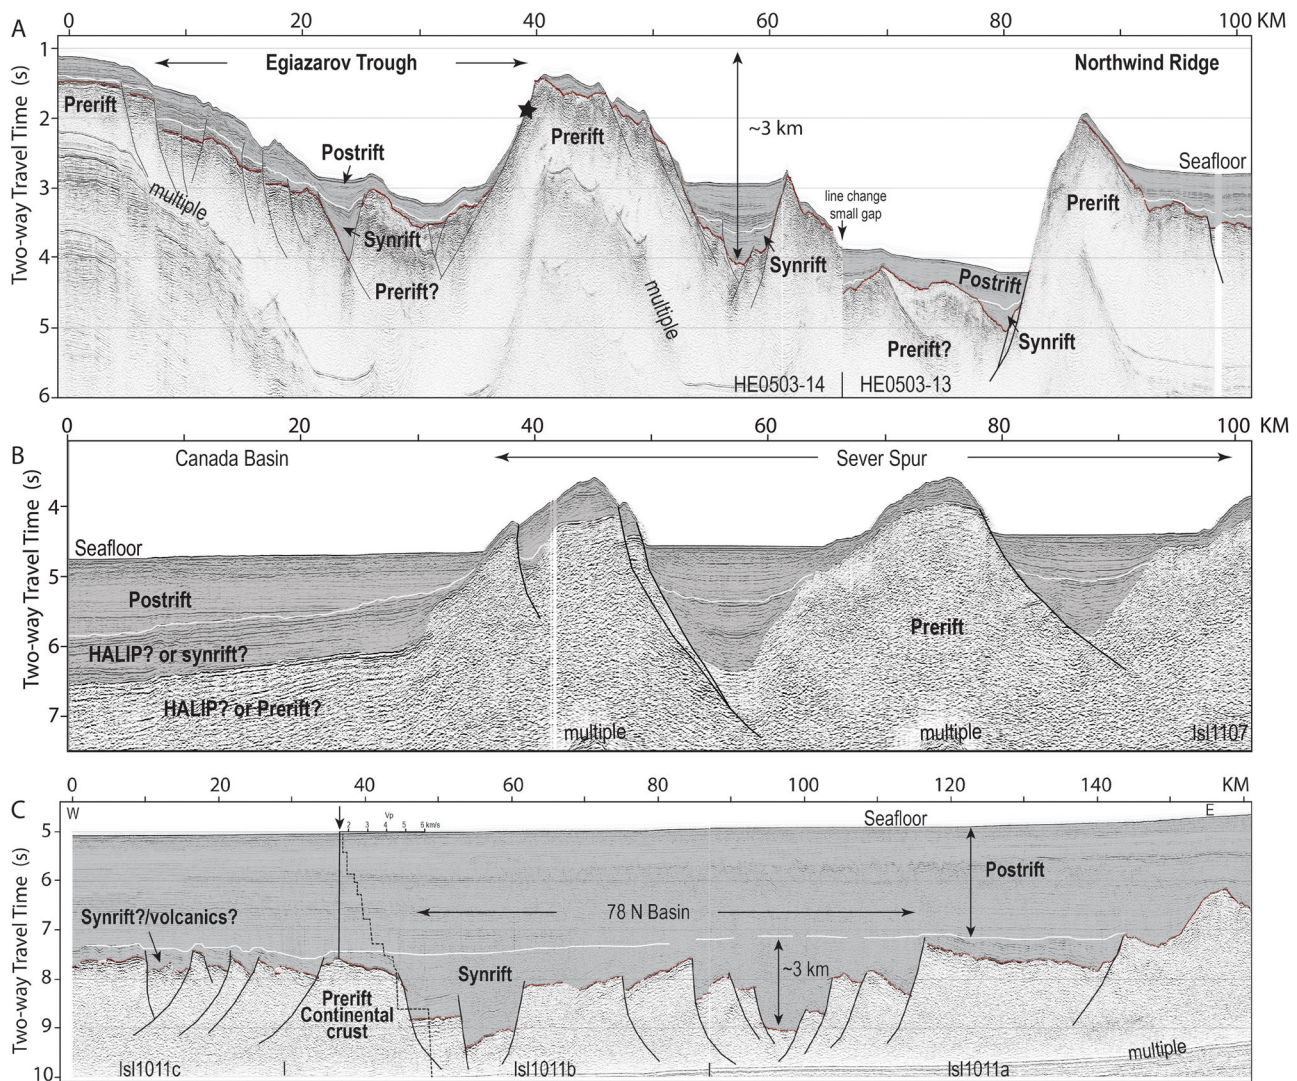 A
0 20 40 60 80 100 KM
Two-way Travel Time (s)
1
2
3
4
5
6
Egiazarov Trough
Northwind Ridge
Prerift
Prerift
~3 km
Postrift
Seafloor
multiple
line change
small gap
Prerift
Synrift
Synrift
Postrift
Prerift?
multiple
Prerift?
Synrift
HE0503-14
HE0503-13
B
0 20 40 60 80 100 KM
Two-way Travel Time (s)
4
5
6
7
Canada Basin
Sever Spur
Seafloor
Postrift
Prerift
HALIP? or synrift?
HALIP? or Prerift?
multiple
multiple
lsl1107
C
0 20 40 60 80 100 120 140 KM
Two-way Travel Time (s)
5
6
7
8
9
10
W
Vp
2 3 4 5 6 km/s
Seafloor
E
Postrift
Synrift?/volcanics?
78 N Basin
Synrift
~3 km
Prerift
Continental
crust
lsl1011c
lsl1011b
lsl1011a
multiple